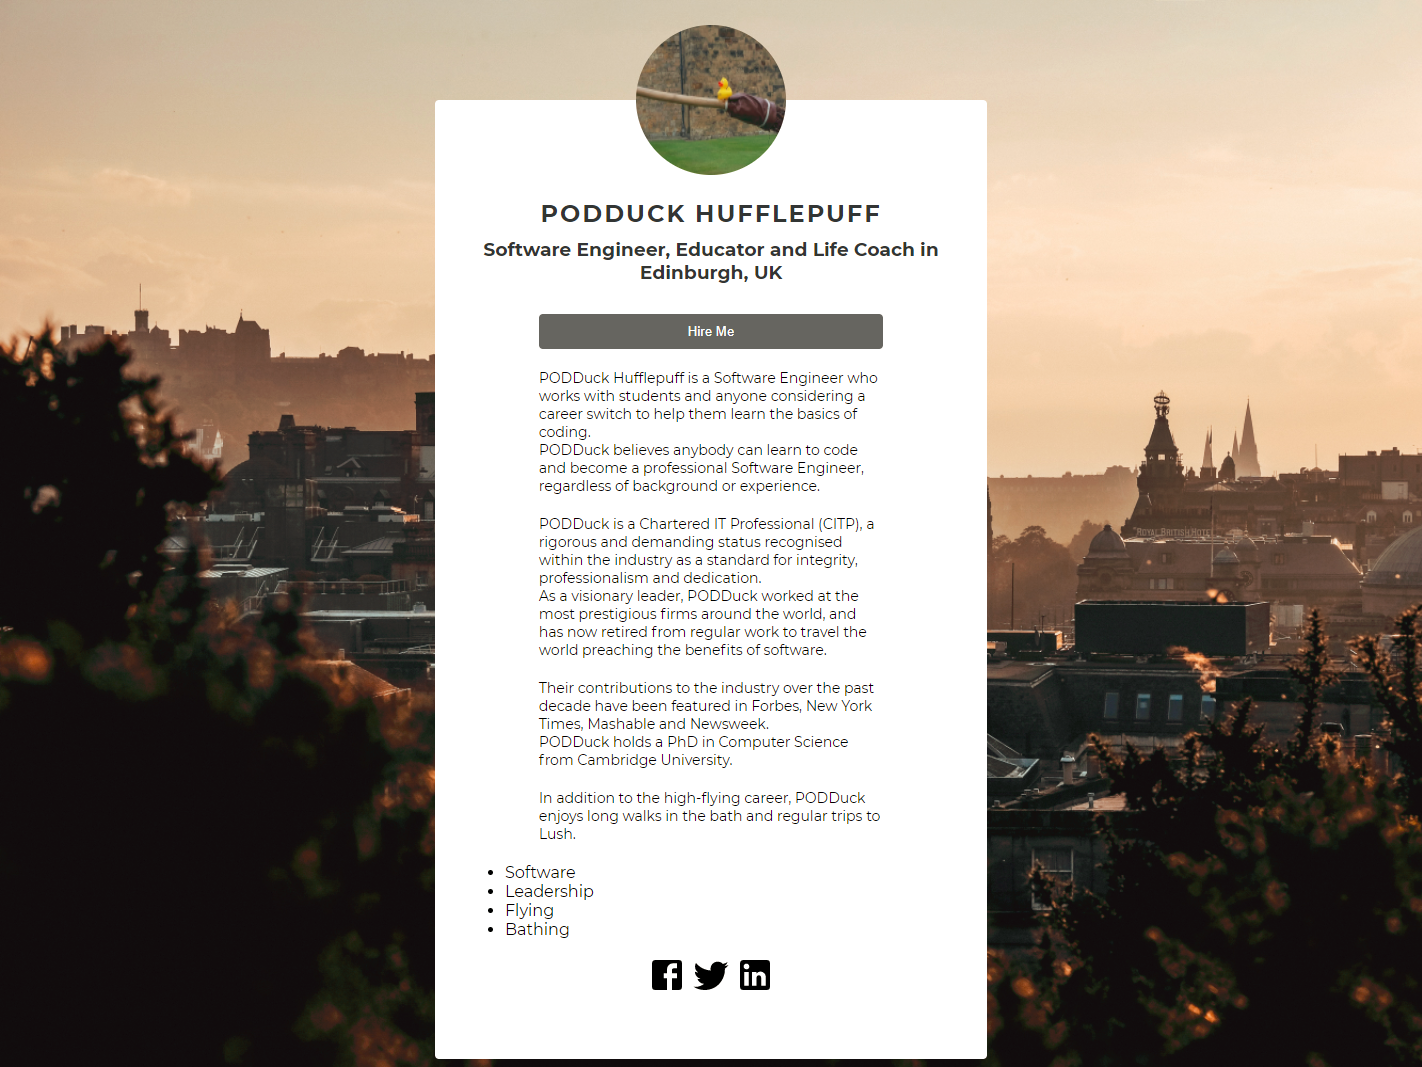 PODDUCK HUFFLEPUFF
Software Engineer, Educator and Life Coach in
Edinburgh, UK
Hire Me
PODDuck Hufflepuff is a Software Engineer who
works with students and anyone considering a
career switch to help them learn the basics of
coding.
PODDuck believes anybody can learn to code
and become a professional Software Engineer,
regardless of background or experience.
PODDuck is a Chartered IT Professional (CITP), a
rigorous and demanding status recognised
within the industry as a standard for integrity,
professionalism and dedication.
As a visionary leader, PODDuck worked at the
most prestigious firms around the world, and
has now retired from regular work to travel the
world preaching the benefits of software.
Their contributions to the industry over the past
decade have been featured in Forbes, New York
Times, Mashable and Newsweek.
PODDuck holds a PhD in Computer Science
from Cambridge University.
In addition to the high-flying career, PODDuck
enjoys long walks in the bath and regular trips to
Lush.
Software
Leadership
Flying
Bathing
ROYAL BRITISH HOTEL